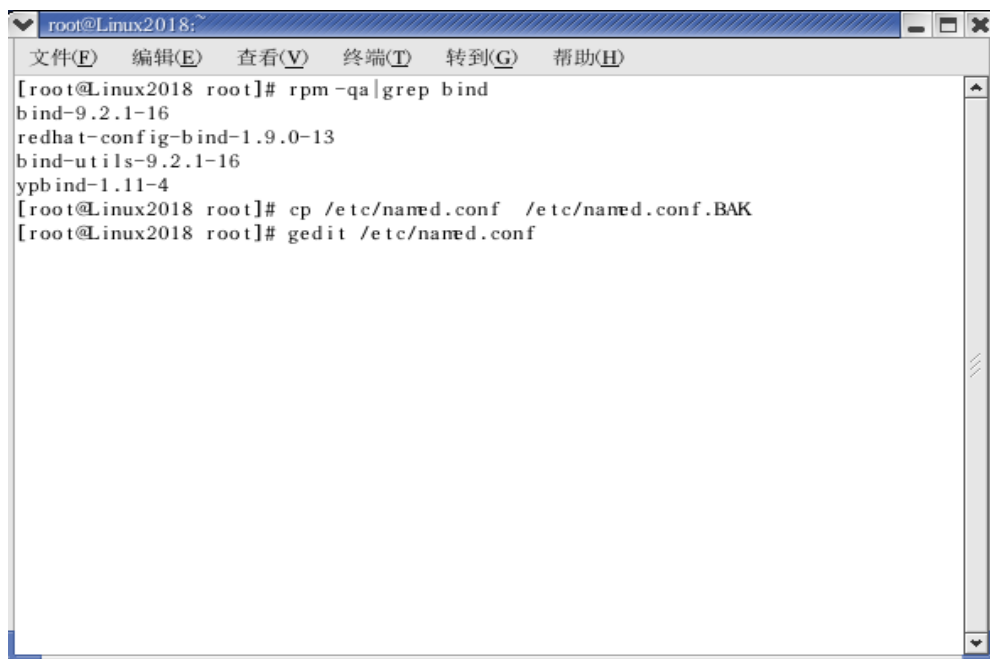 root@Linux2018:~
文件(F) 编辑(E) 查看(V) 终端(T) 转到(G) 帮助(H)
[root@Linux2018 root]# rpm -qa|grep bind
bind-9.2.1-16
redhat-config-bind-1.9.0-13
bind-utils-9.2.1-16
ypbind-1.11-4
[root@Linux2018 root]# cp /etc/named.conf  /etc/named.conf.BAK
[root@Linux2018 root]# gedit /etc/named.conf